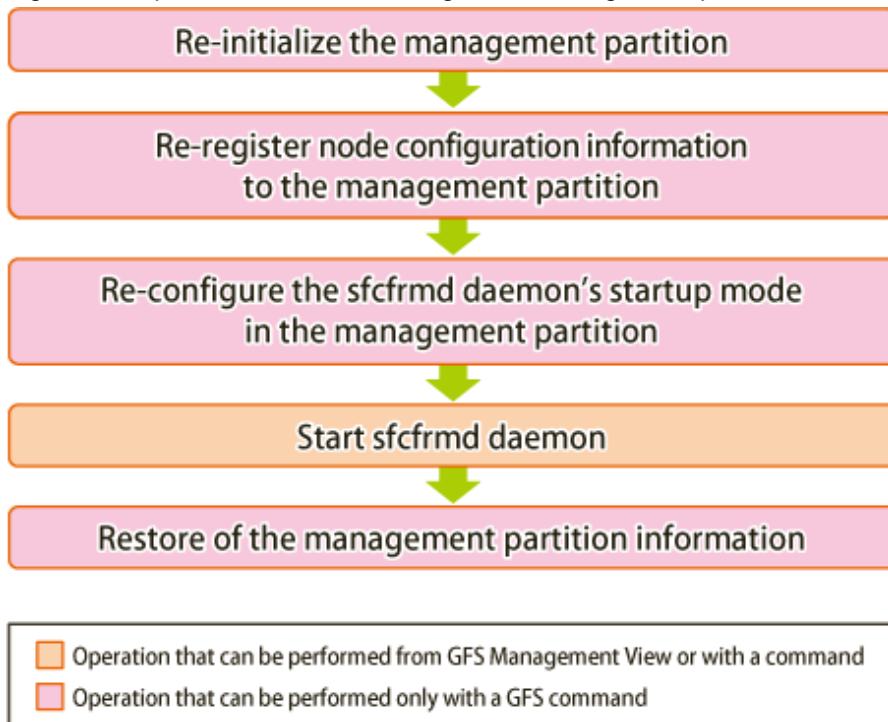 Re-initialize the management partition
Re-register node configuration information
to the management partition
Re-configure the sfcfrmd daemon's startup mode
in the management partition
Start sfcfrmd daemon
Restore of the management partition information
Operation that can be performed from GFS Management View or with a command
Operation that can be performed only with a GFS command